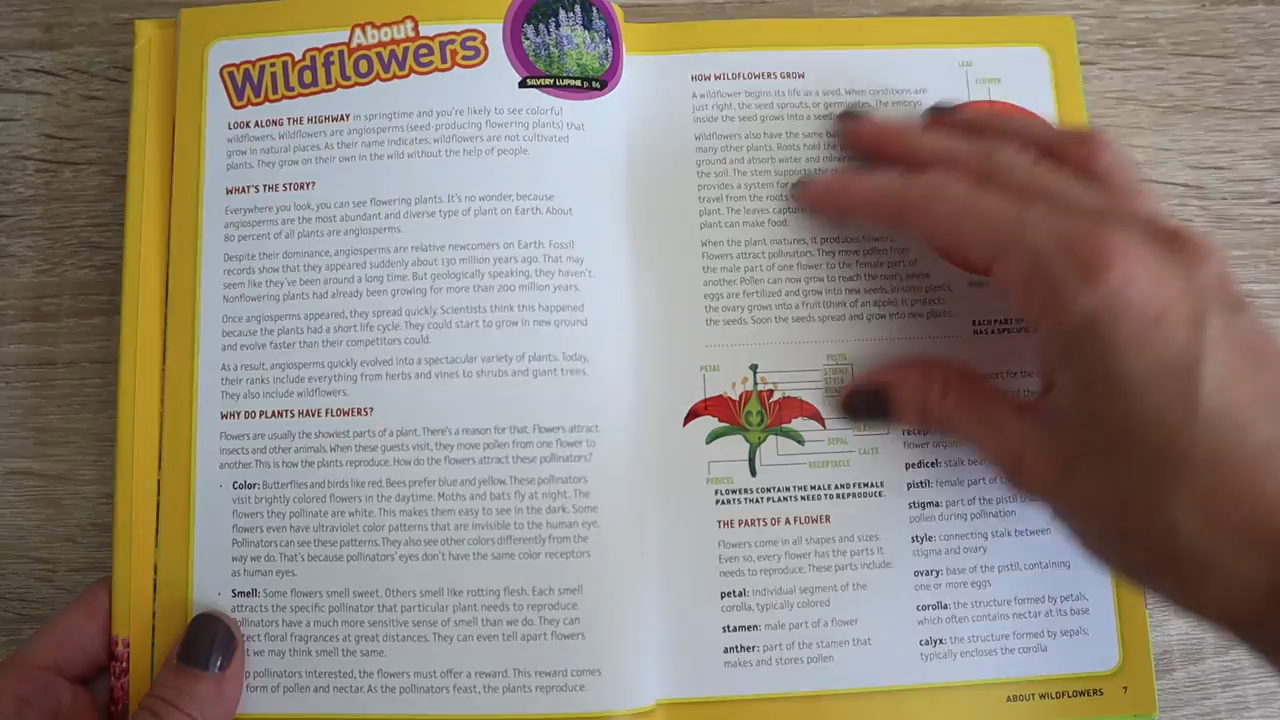 About
Wildflowers
SILVERY LUPINE p. 86
LOOK ALONG THE HIGHWAY in springtime and you're likely to see colorful
wildflowers. Wildflowers are angiosperms (seed-producing flowering plants) that
grow in natural places. As their name indicates, wildflowers are not cultivated
plants. They grow on their own in the wild without the help of people.
WHAT'S THE STORY?
Everywhere you look, you can see flowering plants. It's no wonder, because
angiosperms are the most abundant and diverse type of plant on Earth. About
80 percent of all plants are angiosperms.
Despite their dominance, angiosperms are relative newcomers on Earth. Fossil
records show that they appeared suddenly about 130 million years ago. That may
seem like they've been around a long time. But geologically speaking, they haven't.
Nonflowering plants had already been growing for more than 200 million years.
Once angiosperms appeared, they spread quickly. Scientists think this happened
because the plants had a short life cycle. They could start to grow in new ground
and evolve faster than their competitors could.
As a result, angiosperms quickly evolved into a spectacular variety of plants. Today,
their ranks include everything from herbs and vines to shrubs and giant trees.
They also include wildflowers.
WHY DO PLANTS HAVE FLOWERS?
Flowers are usually the showiest parts of a plant. There's a reason for that. Flowers attract
insects and other animals. When these guests visit, they move pollen from one flower to
another. This is how the plants reproduce. How do the flowers attract these pollinators?
· Color: Butterflies and birds like red. Bees prefer blue and yellow. These pollinators
visit brightly colored flowers in the daytime. Moths and bats fly at night. The
flowers they pollinate are white. This makes them easy to see in the dark. Some
flowers even have ultraviolet color patterns that are invisible to the human eye.
Pollinators can see these patterns. They also see other colors differently from the
way we do. That's because pollinators' eyes don't have the same color receptors
as human eyes.
· Smell: Some flowers smell sweet. Others smell like rotting flesh. Each smell
attracts the specific pollinator that particular plant needs to reproduce.
ollinators have a much more sensitive sense of smell than we do. They can
ect floral fragrances at great distances. They can even tell apart flowers
t we may think smell the same.
p pollinators interested, the flowers must offer a reward. This reward comes
form of pollen and nectar. As the pollinators feast, the plants reproduce.
HOW WILDFLOWERS GROW
A wildflower begins its life as a seed. When conditions are
just right, the seed sprouts, or germinates. The embryo
inside the seed grows into a seedl
Wildflowers also have the same ba
many other plants. Roots hold the
ground and absorb water and miner
the soil. The stem supports the
provides a system for
travel from the roots
plant. The leaves capture
plant can make food.
When the plant matures, it produces flowers.
Flowers attract pollinators. They move pollen from
the male part of one flower to the female part of
another. Pollen can now grow to reach the ovary, where
eggs are fertilized and grow into new seeds. In some plants,
the ovary grows into a fruit (think of an apple). It protects
the seeds. Soon the seeds spread and grow into new plants.
LEAF
FLOWER
EACH PART
HAS A SPECIFIC
PETAL
PISTIL
STIGMA
STYLE
SEPAL
CALYX
RECEPTACLE
PEDICEL
FLOWERS CONTAIN THE MALE AND FEMALE
PARTS THAT PLANTS NEED TO REPRODUCE.
THE PARTS OF A FLOWER
Flowers come in all shapes and sizes.
Even so, every flower has the parts it
needs to reproduce. These parts include:
petal: individual segment of the
corolla, typically colored
stamen: male part of a flower
anther: part of the stamen that
makes and stores pollen
port for the
of the
recep
flower orga
pedicel: stalk bea
pistil: female part of
stigma: part of the pistil
pollen during pollination
style: connecting stalk between
stigma and ovary
ovary: base of the pistil, containing
one or more eggs
corolla: the structure formed by petals,
which often contains nectar at its base
calyx: the structure formed by sepals;
typically encloses the corolla
ABOUT WILDFLOWERS 7